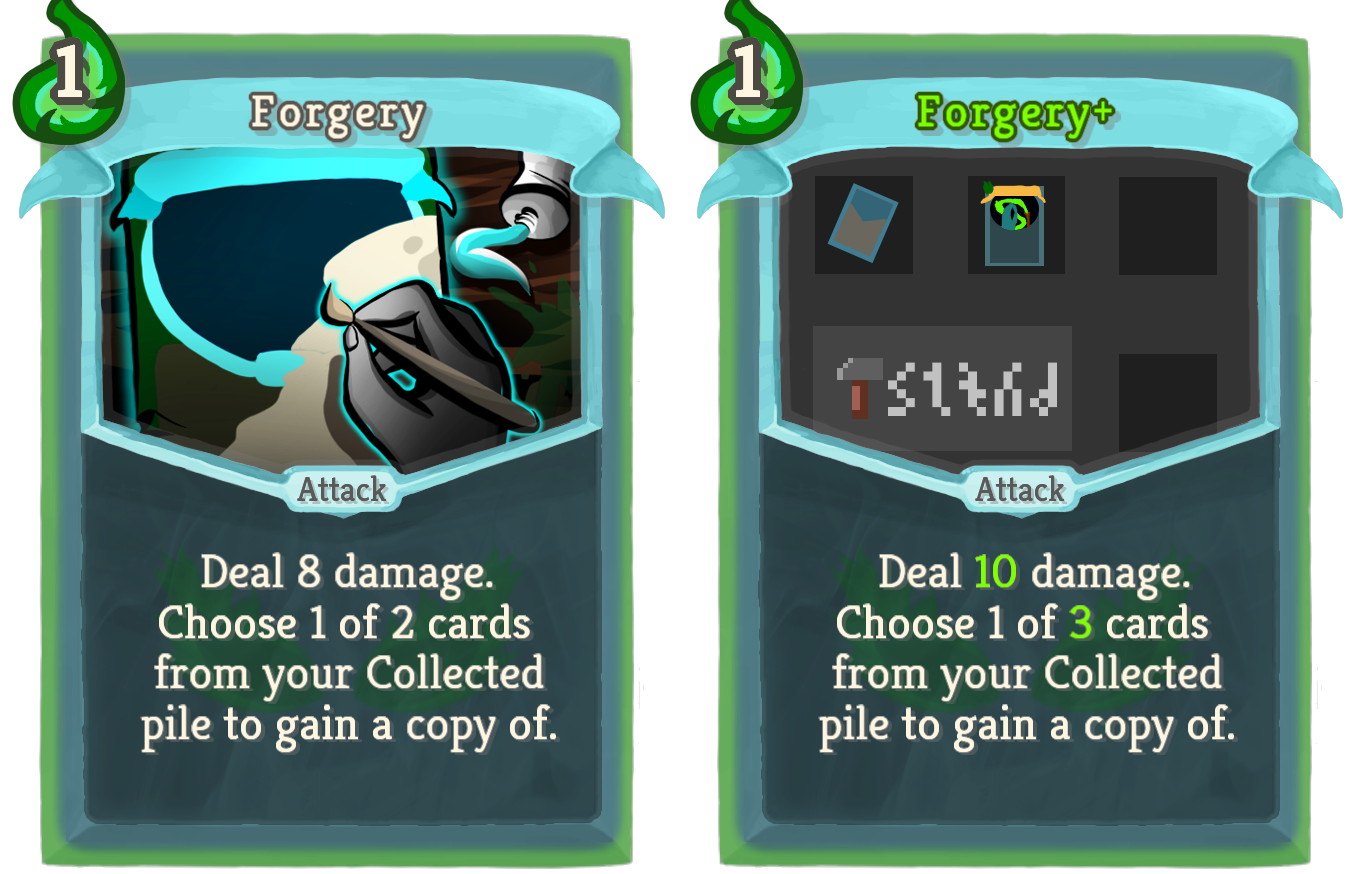 1
Forgery
Attack
Deal 8 damage.
Choose 1 of 2 cards
from your Collected
pile to gain a copy of.
1
Forgery+
Attack
Deal 10 damage.
Choose 1 of 3 cards
from your Collected
pile to gain a copy of.